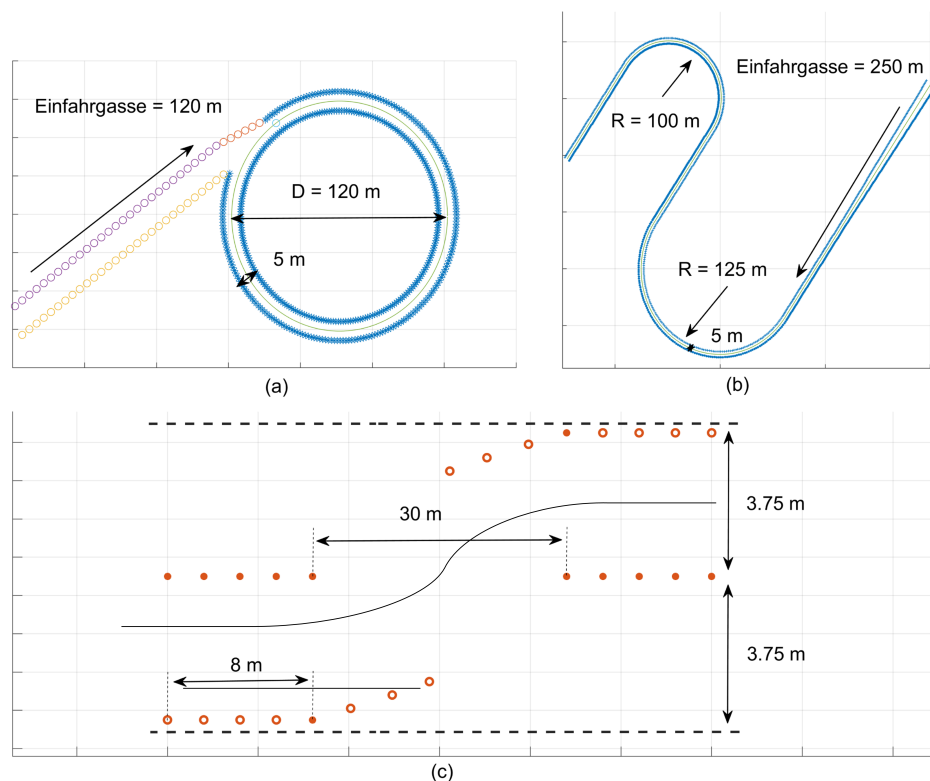 Einfahrgasse = 120 m
D = 120 m
5 m
(a)
Einfahrgasse = 250 m
R = 100 m
R = 125 m
5 m
(b)
30 m
3.75 m
8 m
3.75 m
(c)